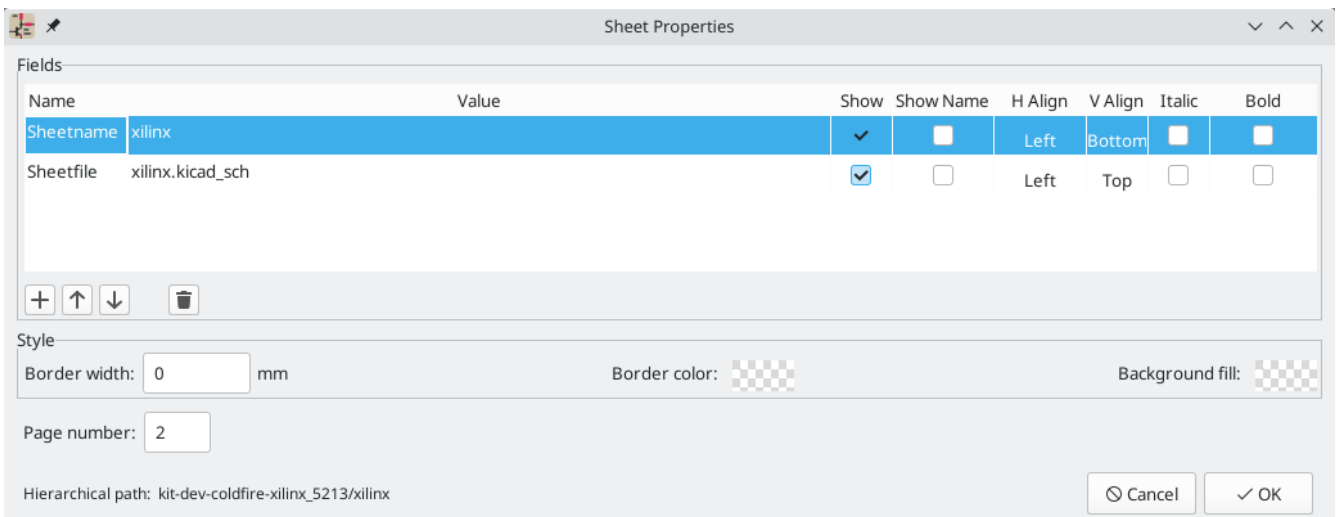 Sheet Properties
Fields
Name Value Show Show Name H Align V Align Italic Bold
Sheetname xilinx Left Bottom
Sheetfile xilinx.kicad_sch Left Top
Style
Border width: 0 mm Border color: Background fill:
Page number: 2
Hierarchical path: kit-dev-coldfire-xilinx_5213/xilinx Cancel OK